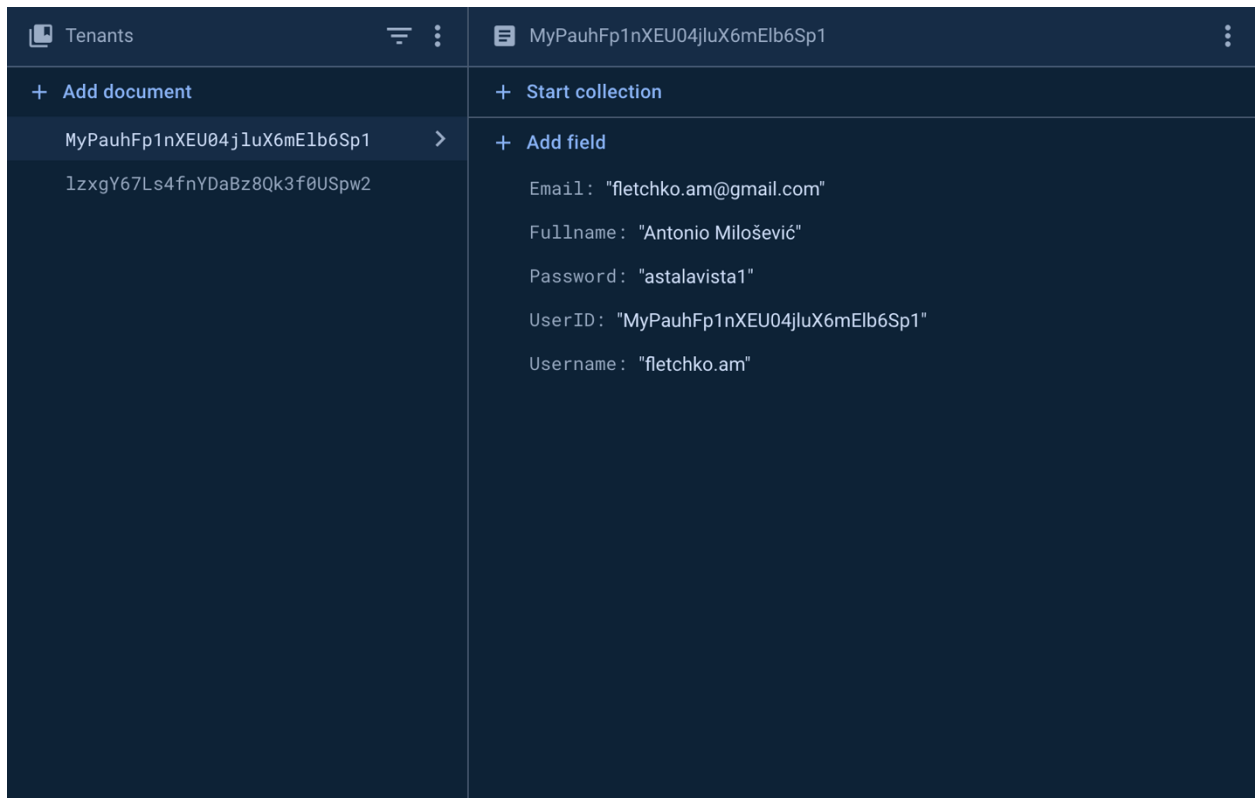 Tenants
MyPauhFp1nXEU04jluX6mElb6Sp1
Add document
Start collection
MyPauhFp1nXEU04jluX6mElb6Sp1
lzxgY67Ls4fnYDaBz8Qk3f0USpw2
Add field
Email: "fletchko.am@gmail.com"
Fullname: "Antonio Milošević"
Password: "astalavista1"
UserID: "MyPauhFp1nXEU04jluX6mElb6Sp1"
Username: "fletchko.am"